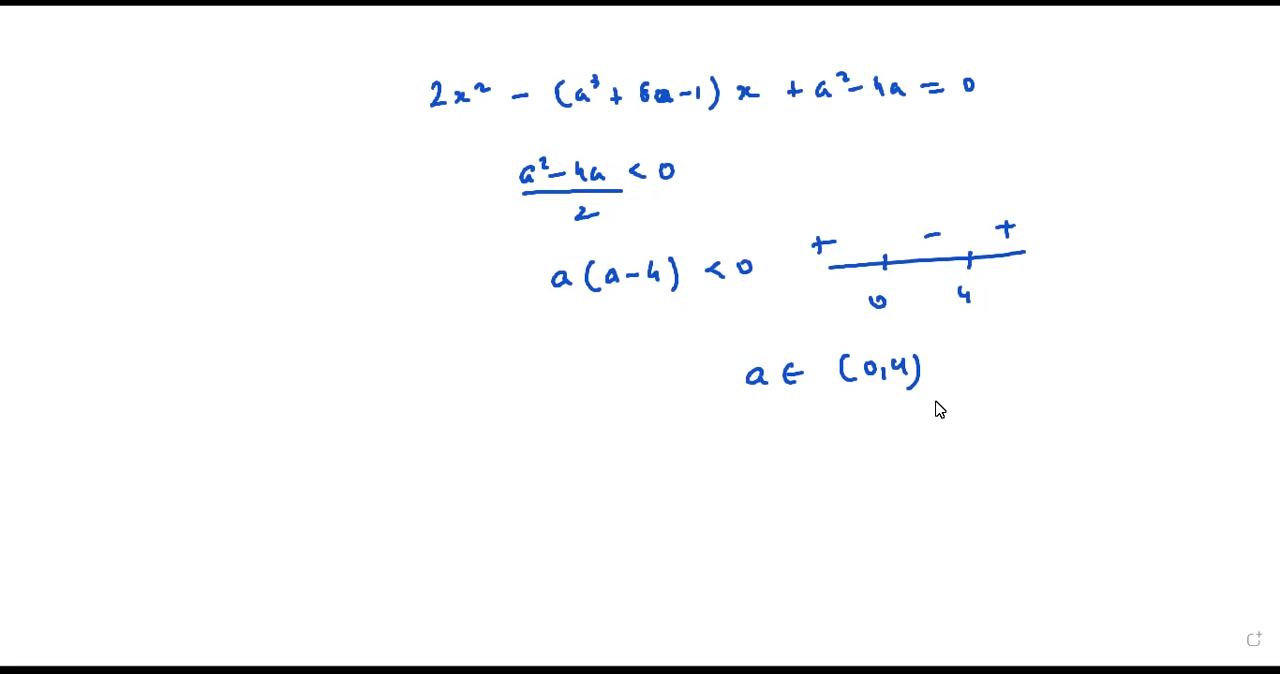 2x² - (a³ + 6a - 1) x + a² - 4a = 0
a² - 4a < 0
2
a (a - 4) < 0
+ - +
0 4
a ∈ (0,4)